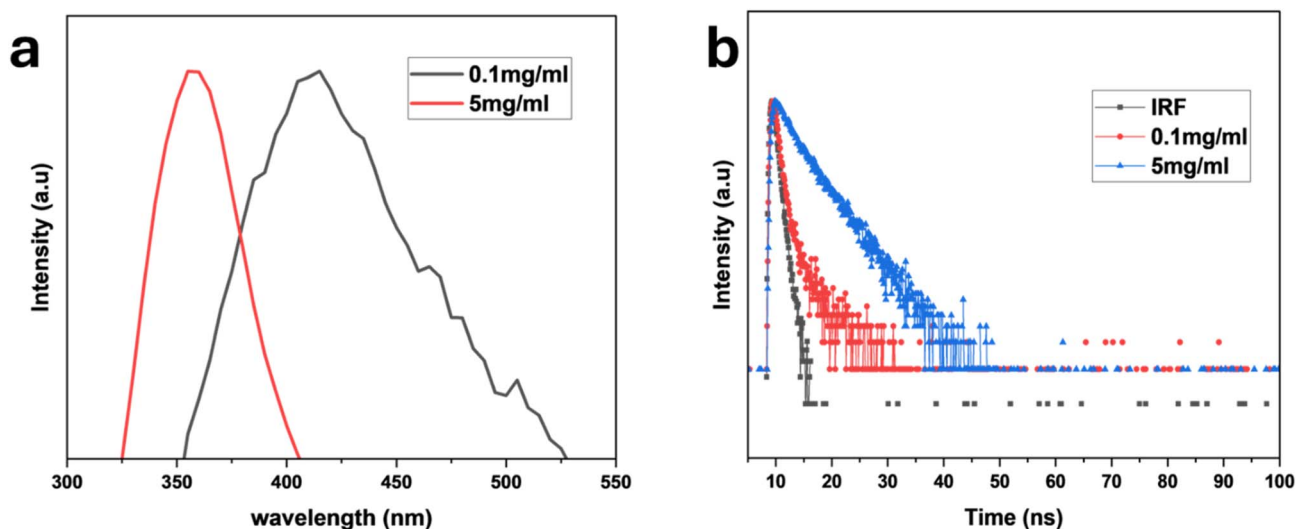 a
0.1mg/ml
5mg/ml
Intensity (a.u)
300 350 400 450 500 550
wavelength (nm)
b
IRF
0.1mg/ml
5mg/ml
Intensity (a.u)
10 20 30 40 50 60 70 80 90 100
Time (ns)